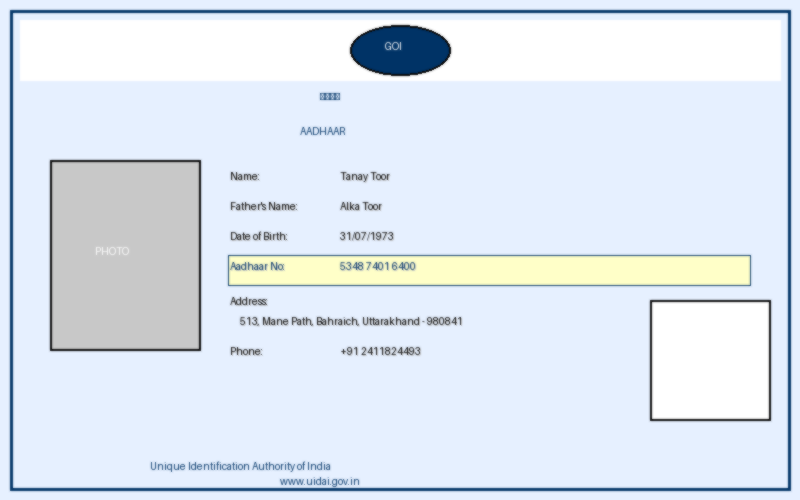 GOI
AADHAAR
PHOTO
Name: Tanay Toor
Father's Name: Alka Toor
Date of Birth: 31/07/1973
Aadhaar No: 5348 7401 6400
Address:
513, Mane Path, Bahraich, Uttarakhand - 980841
Phone: +91 2411824493
Unique Identification Authority of India
www.uidai.gov.in